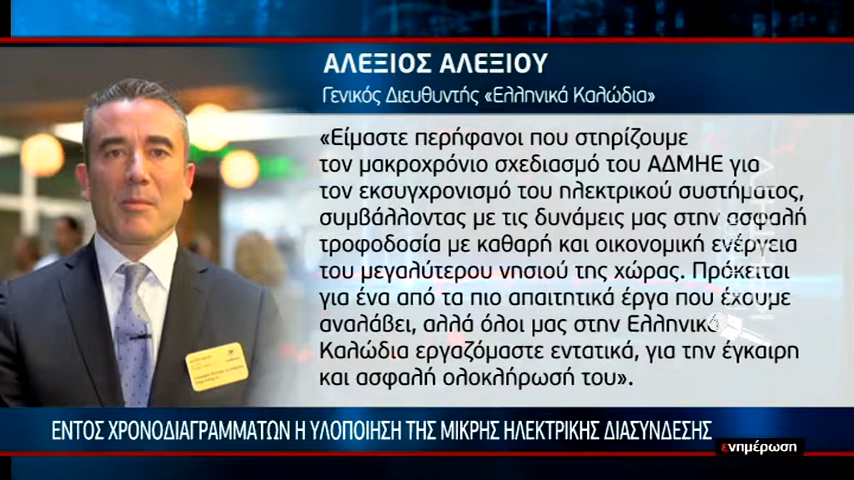 ΑΛΕΞΙΟΣ ΑΛΕΞΙΟΥ
Γενικός Διευθυντής «Ελληνικά Καλώδια»
«Είμαστε περήφανοι που στηρίζουμε
τον μακροχρόνιο σχεδιασμό του ΑΔΜΗΕ για
τον εκσυγχρονισμό του ηλεκτρικού συστήματος,
συμβάλλοντας με τις δυνάμεις μας στην ασφαλή
τροφοδοσία με καθαρή και οικονομική ενέργεια
του μεγαλύτερου νησιού της χώρας. Πρόκειται
για ένα από τα πιο απαιτητικά έργα που έχουμε
αναλάβει, αλλά όλοι μας στην Ελληνικά
Καλώδια εργαζόμαστε εντατικά, για την έγκαιρη
και ασφαλή ολοκλήρωσή του».
ΕΝΤΟΣ ΧΡΟΝΟΔΙΑΓΡΑΜΜΑΤΩΝ Η ΥΛΟΠΟΙΗΣΗ ΤΗΣ ΜΙΚΡΗΣ ΗΛΕΚΤΡΙΚΗΣ ΔΙΑΣΥΝΔΕΣΗΣ
ενημέρωση